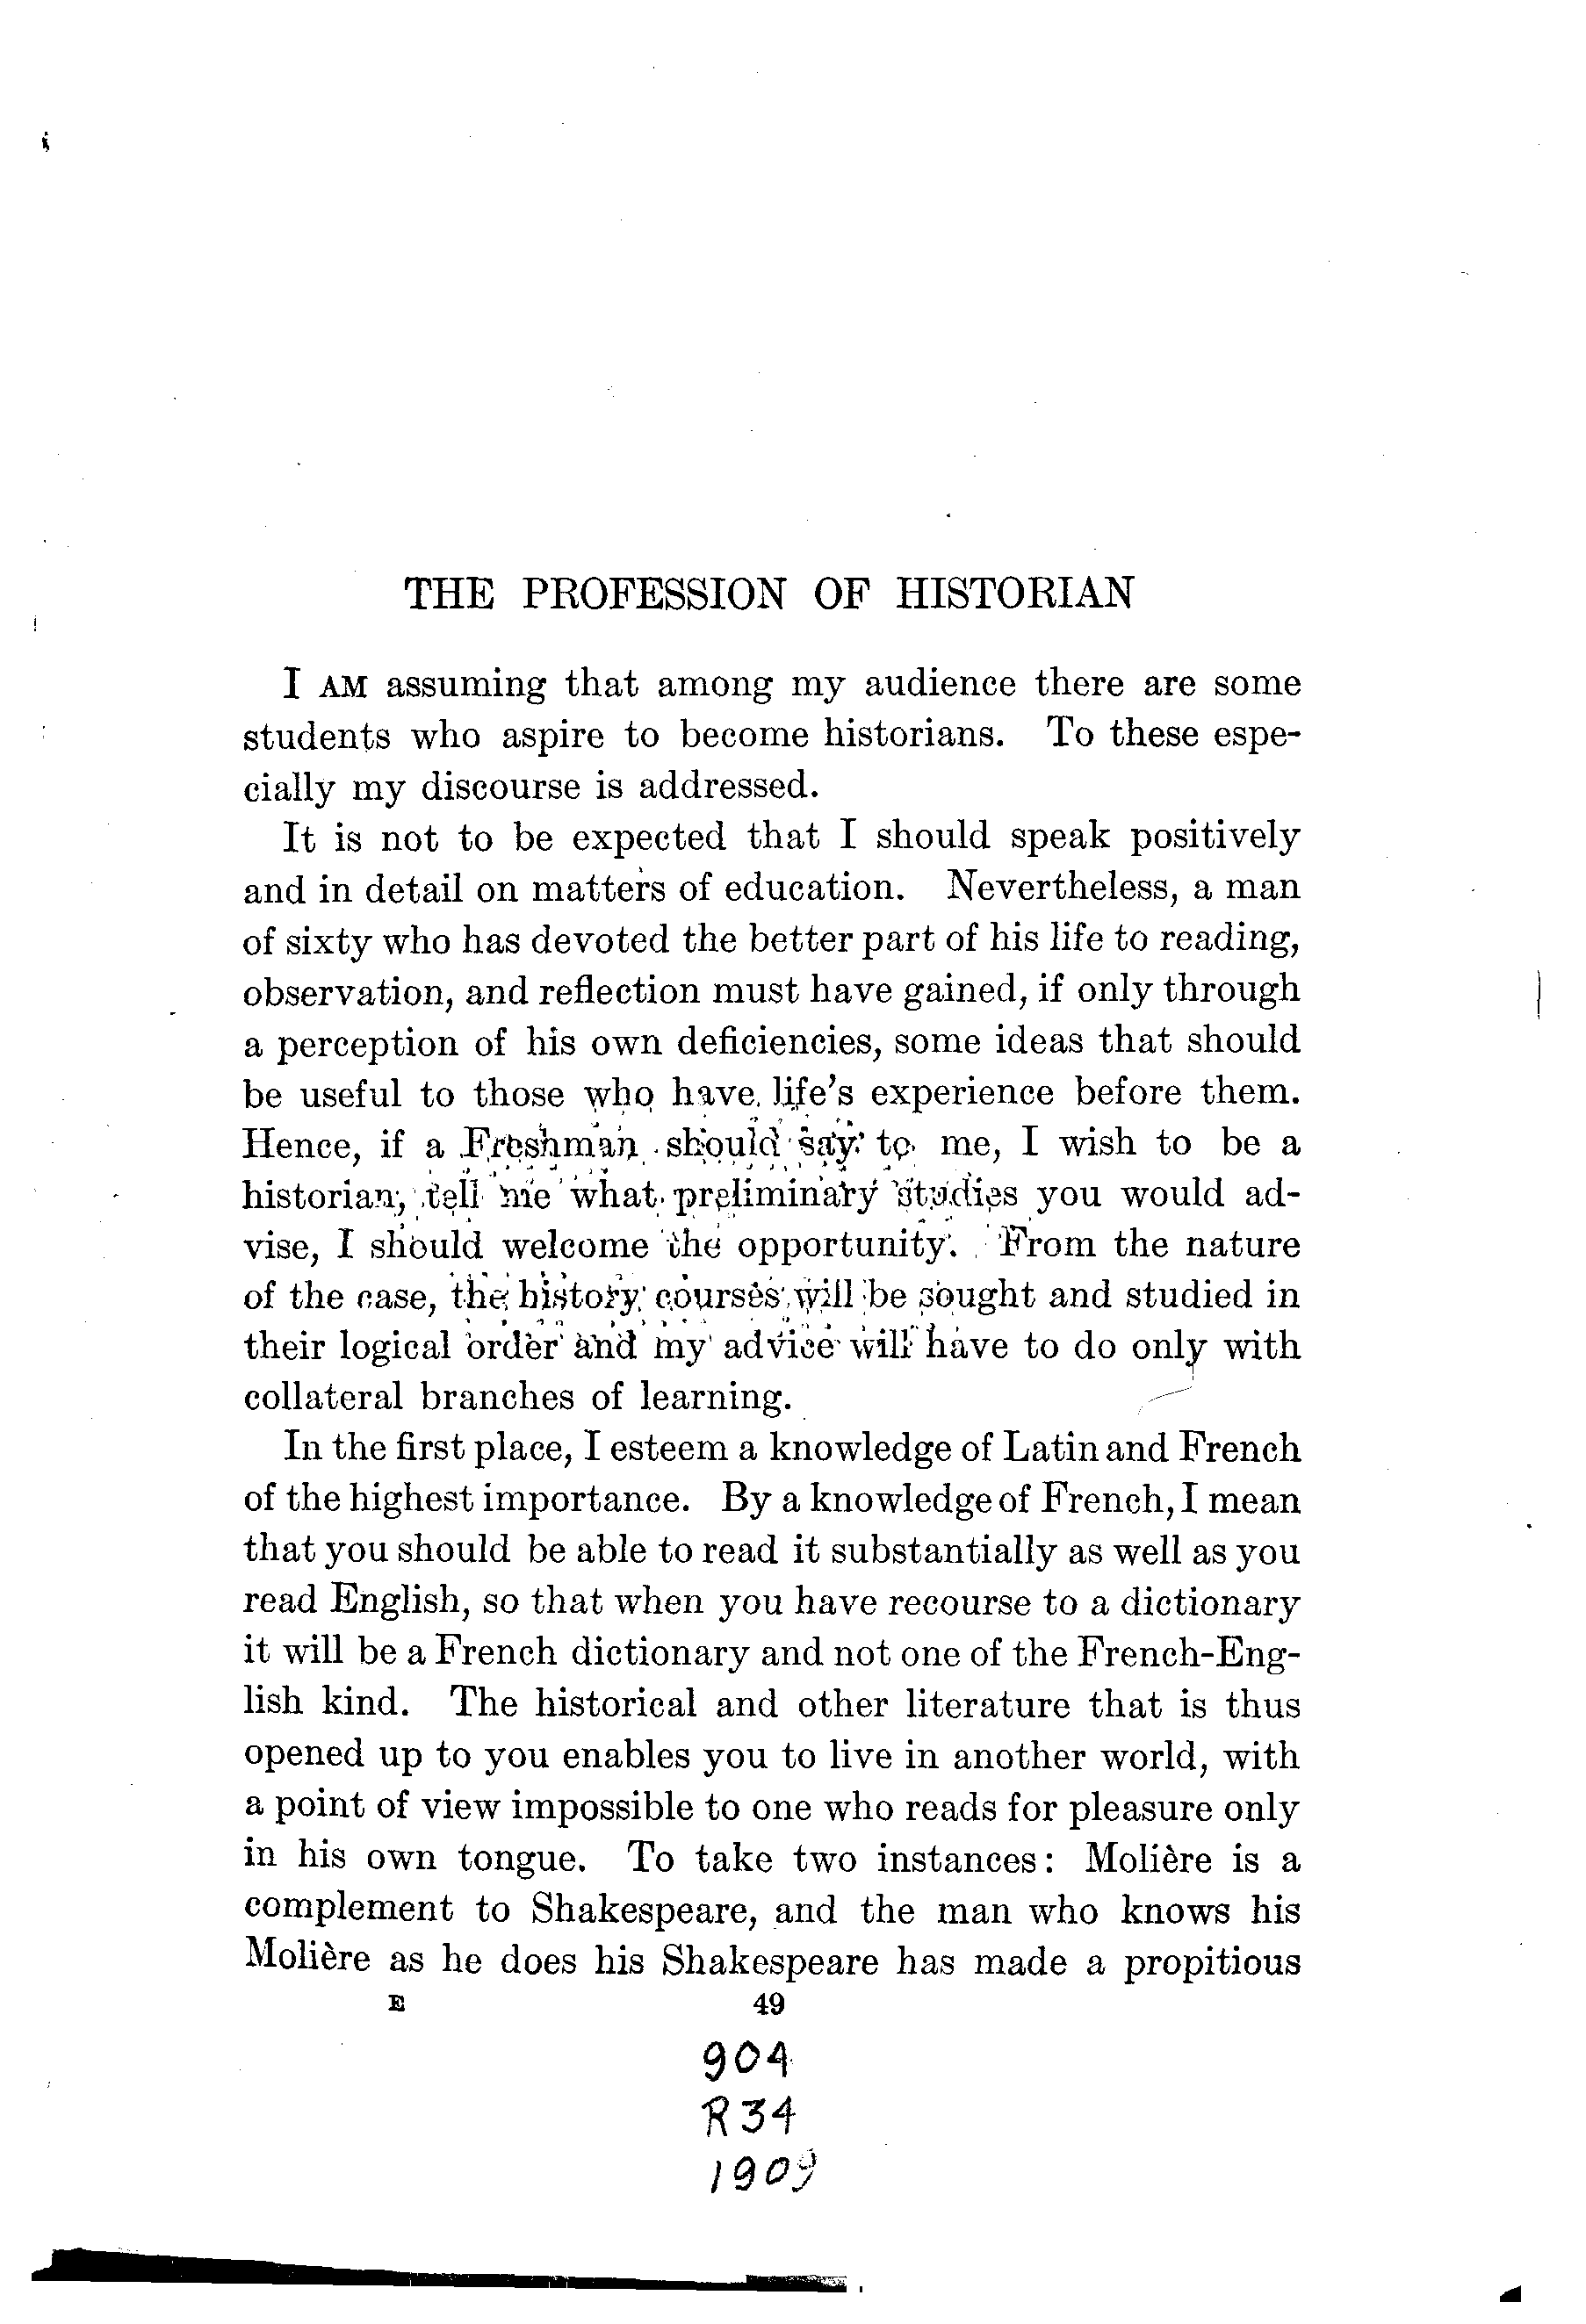 THE PROFESSION OF HISTORIAN
I AM assuming that among my audience there are some
students who aspire to become historians. To these espe-
cially my discourse is addressed.
It is not to be expected that I should speak positively
and in detail on matters of education. Nevertheless, a man
of sixty who has devoted the better part of his life to reading,
observation, and reflection must have gained, if only through
a perception of his own deficiencies, some ideas that should
be useful to those who have life's experience before them.
Hence, if a Freshman should say to me, I wish to be a
historian, tell me what preliminary studies you would ad-
vise, I should welcome the opportunity. From the nature
of the case, the history courses will be sought and studied in
their logical order and my advice will have to do only with
collateral branches of learning.
In the first place, I esteem a knowledge of Latin and French
of the highest importance. By a knowledge of French, I mean
that you should be able to read it substantially as well as you
read English, so that when you have recourse to a dictionary
it will be a French dictionary and not one of the French-Eng-
lish kind. The historical and other literature that is thus
opened up to you enables you to live in another world, with
a point of view impossible to one who reads for pleasure only
in his own tongue. To take two instances: Molière is a
complement to Shakespeare, and the man who knows his
Molière as he does his Shakespeare has made a propitious
E 49
904
R34
1909